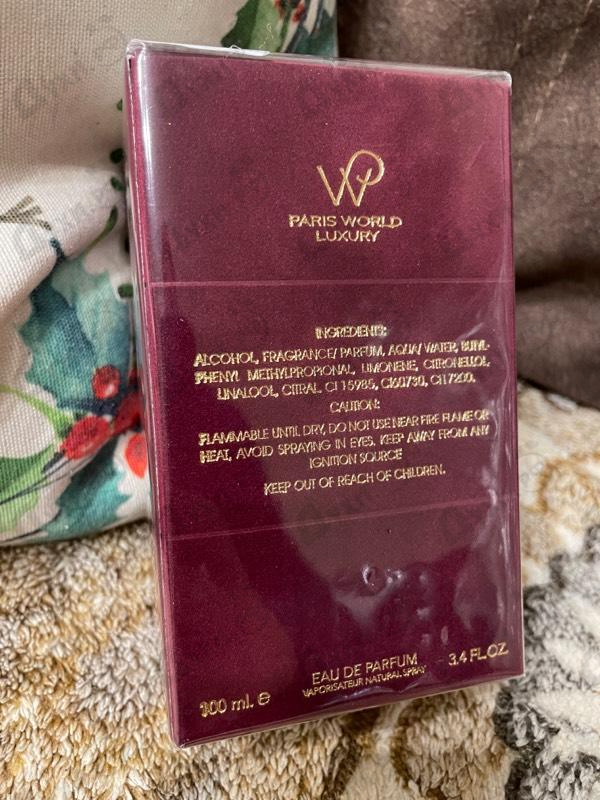 WP
PARIS WORLD
LUXURY
INGREDIENTS:
ALCOHOL, FRAGRANCE/ PARFUM, AQUA/ WATER, BUTYL-
PHENYL METHYLPROPIONAL, LIMONENE, CITRONELLOL,
LINALOOL, CITRAL. CI 15985, CI60730, CI17200.
CAUTION:
FLAMMABLE UNTIL DRY, DO NOT USE NEAR FIRE FLAME OR
HEAT, AVOID SPRAYING IN EYES. KEEP AWAY FROM ANY
IGNITION SOURCE
KEEP OUT OF REACH OF CHILDREN.
EAU DE PARFUM
VAPORISATEUR NATURAL SPRAY
100 ml. e
3.4 FL.OZ